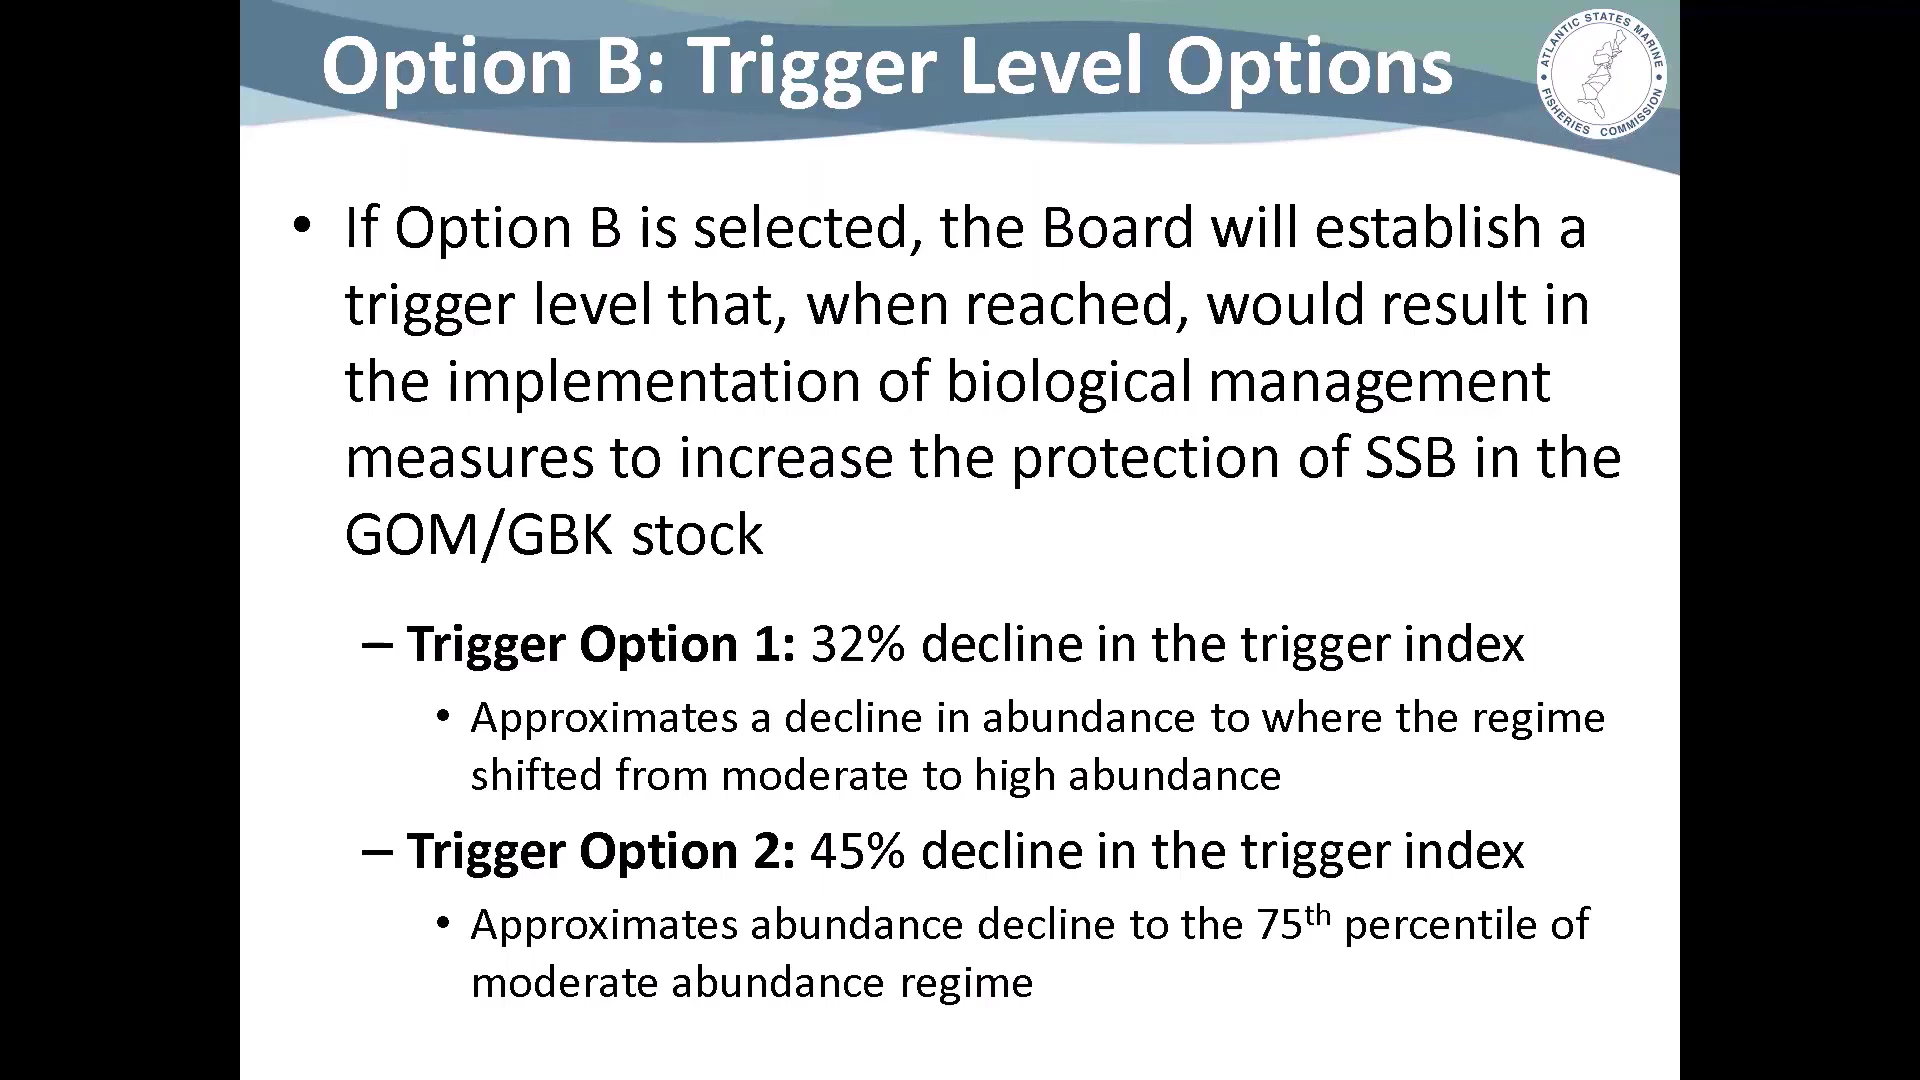 Option B: Trigger Level Options
ATLANTIC STATES MARINE
FISHERIES COMMISSION
• If Option B is selected, the Board will establish a
trigger level that, when reached, would result in
the implementation of biological management
measures to increase the protection of SSB in the
GOM/GBK stock
– Trigger Option 1: 32% decline in the trigger index
• Approximates a decline in abundance to where the regime
shifted from moderate to high abundance
– Trigger Option 2: 45% decline in the trigger index
• Approximates abundance decline to the 75th percentile of
moderate abundance regime